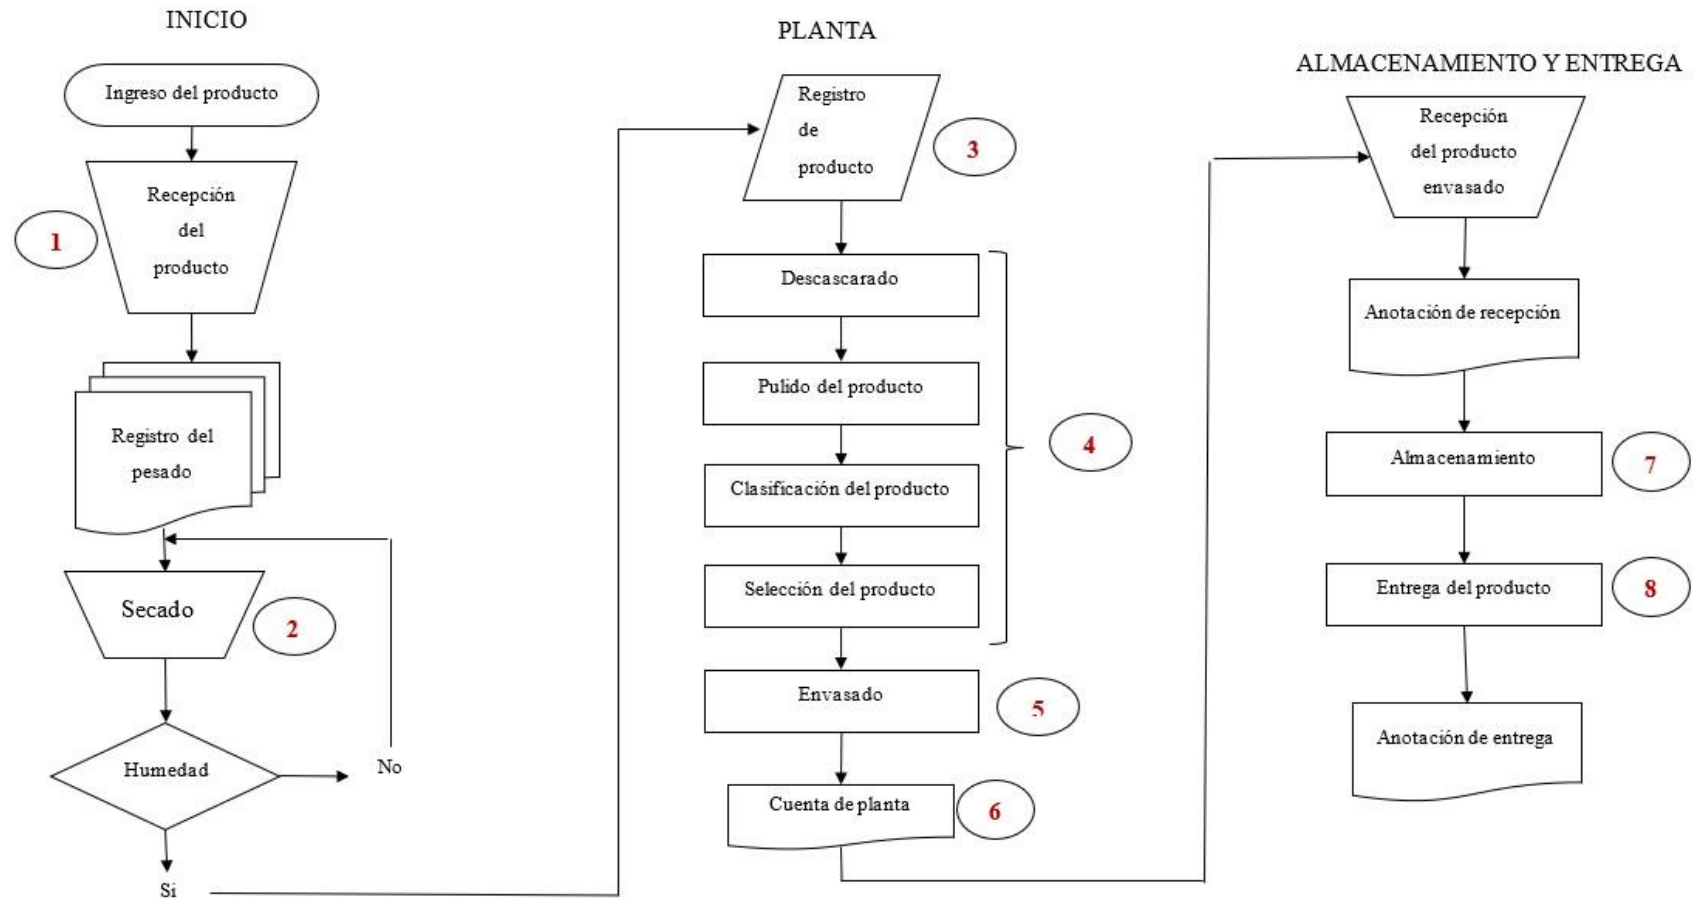 INICIO
Ingreso del producto
Recepción
del
producto
1
Registro del
pesado
Secado
2
Humedad
No
Si
PLANTA
Registro
de
producto
3
Descascarado
Pulido del producto
Clasificación del producto
Selección del producto
4
Envasado
5
Cuenta de planta
6
ALMACENAMIENTO Y ENTREGA
Recepción
del producto
envasado
Anotación de recepción
Almacenamiento
7
Entrega del producto
8
Anotación de entrega